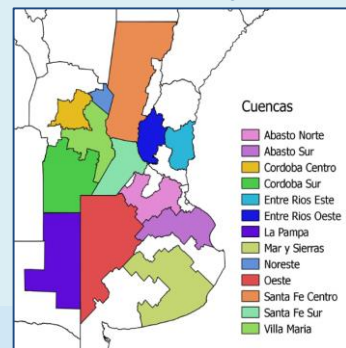 Cuencas
Abasto Norte
Abasto Sur
Cordoba Centro
Cordoba Sur
Entre Rios Este
Entre Rios Oeste
La Pampa
Mar y Sierras
Noreste
Oeste
Santa Fe Centro
Santa Fe Sur
Villa Maria